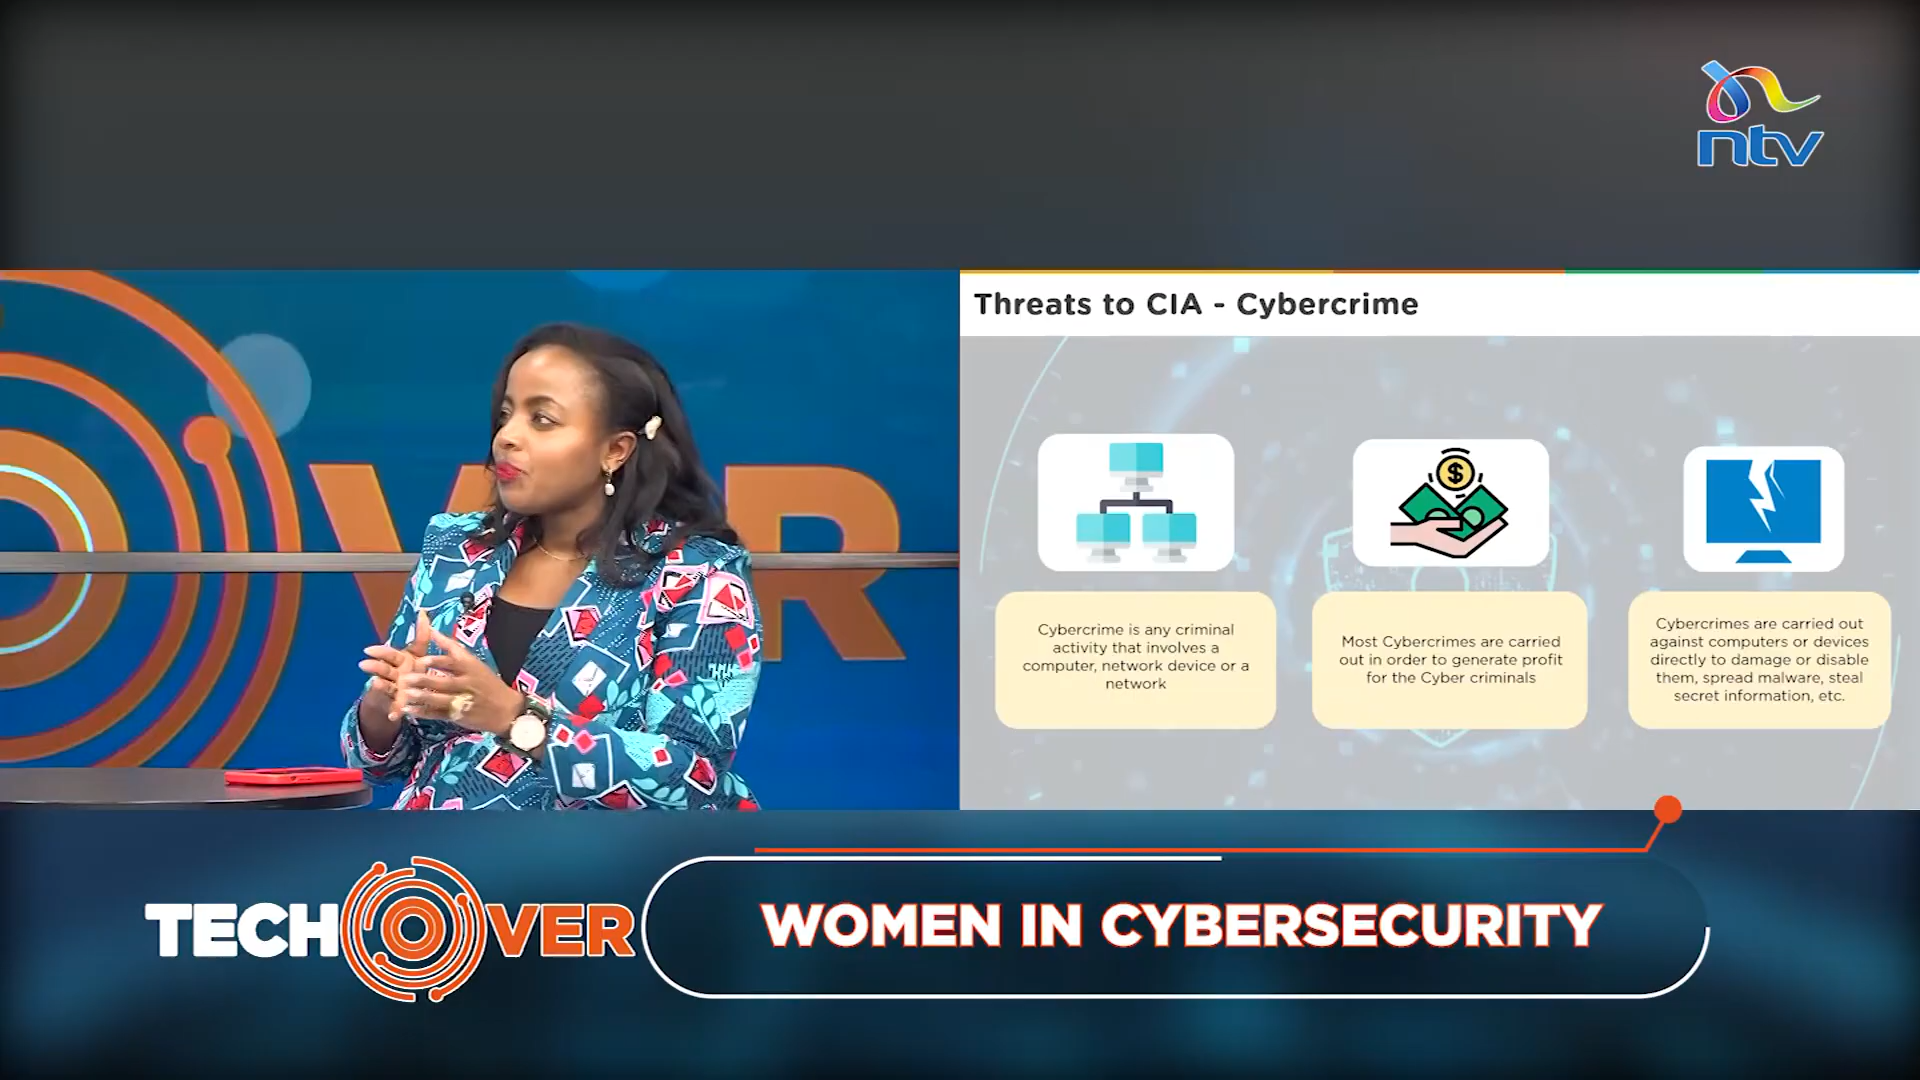 ntv
VER
Threats to CIA - Cybercrime
$
Cybercrime is any criminal
activity that involves a
computer, network device or a
network
Most Cybercrimes are carried
out in order to generate profit
for the Cyber criminals
Cybercrimes are carried out
against computers or devices
directly to damage or disable
them, spread malware, steal
secret information, etc.
TECHOVER
WOMEN IN CYBERSECURITY